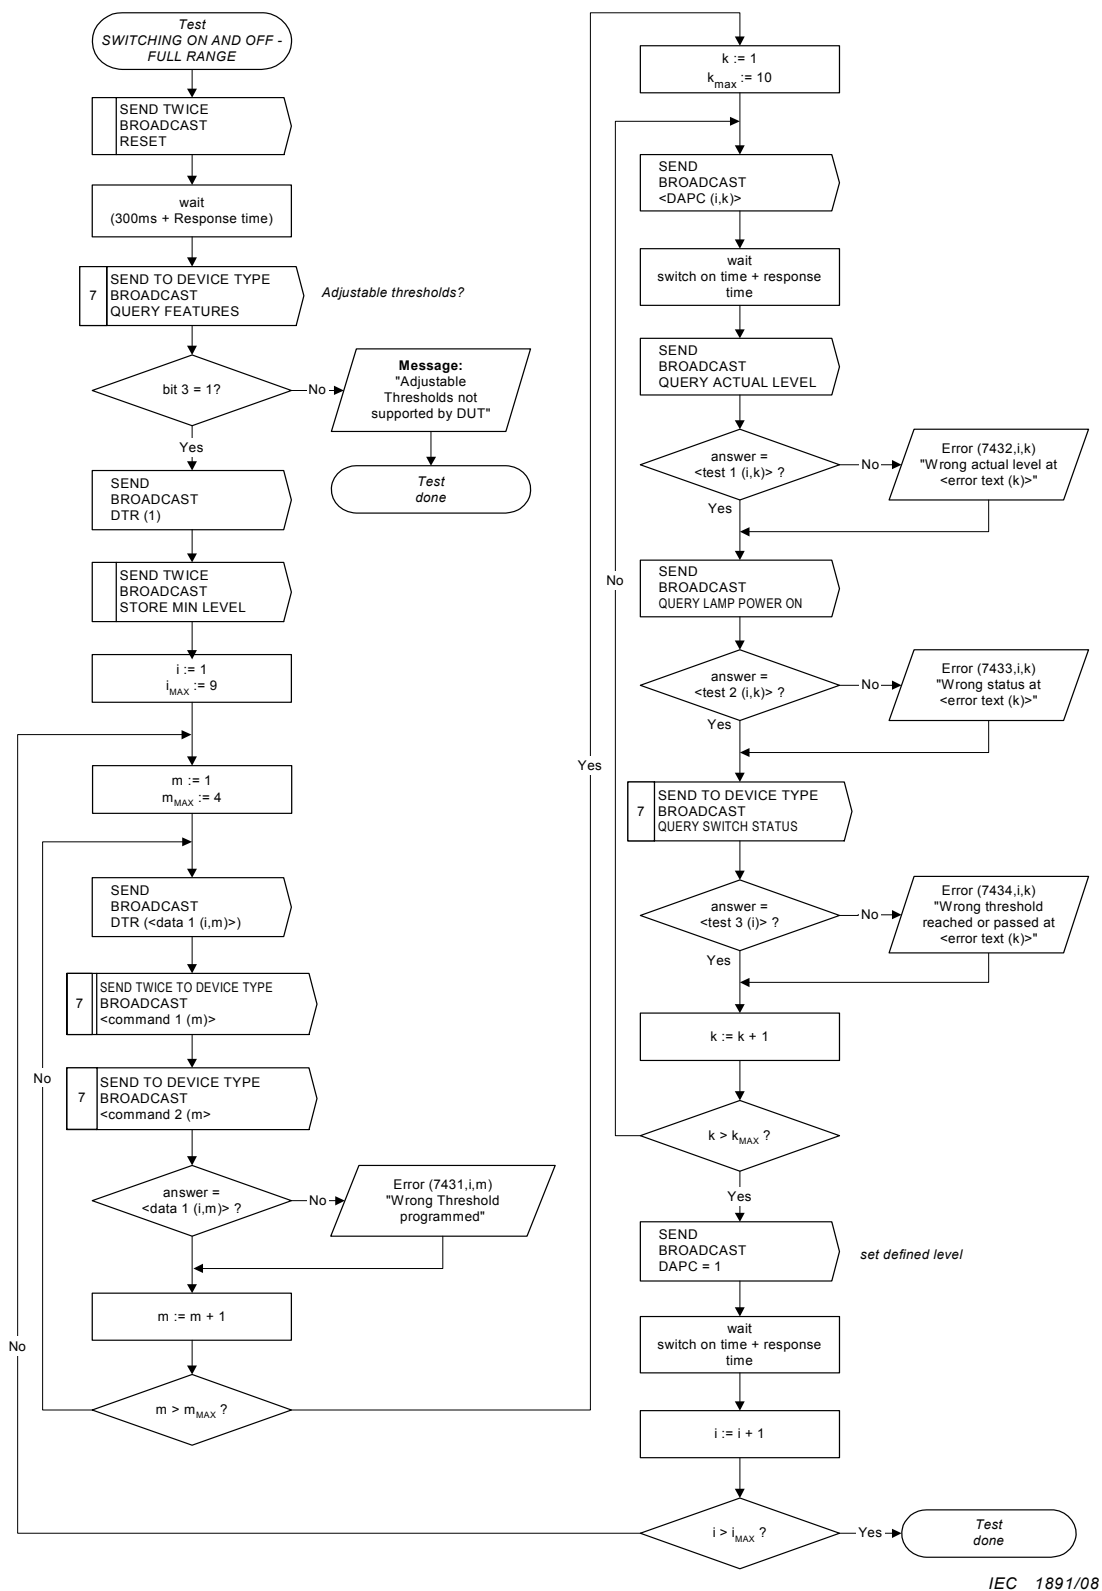 Test
SWITCHING ON AND OFF -
FULL RANGE
SEND TWICE
BROADCAST
RESET
wait
(300ms + Response time)
7
SEND TO DEVICE TYPE
BROADCAST
QUERY FEATURES
Adjustable thresholds?
bit 3 = 1?
No
Message:
"Adjustable
Thresholds not
supported by DUT"
Test
done
Yes
SEND
BROADCAST
DTR (1)
SEND TWICE
BROADCAST
STORE MIN LEVEL
i := 1
iMAX := 9
m := 1
mMAX := 4
SEND
BROADCAST
DTR (<data 1 (i,m)>)
7
SEND TWICE TO DEVICE TYPE
BROADCAST
<command 1 (m)>
No
7
SEND TO DEVICE TYPE
BROADCAST
<command 2 (m>
answer =
<data 1 (i,m)> ?
No
Error (7431,i,m)
"Wrong Threshold
programmed"
m := m + 1
No
m > mMAX ?
Yes
k := 1
kmax := 10
SEND
BROADCAST
<DAPC (i,k)>
wait
switch on time + response
time
SEND
BROADCAST
QUERY ACTUAL LEVEL
answer =
<test 1 (i,k)> ?
No
Error (7432,i,k)
"Wrong actual level at
<error text (k)>"
Yes
No
SEND
BROADCAST
QUERY LAMP POWER ON
answer =
<test 2 (i,k)> ?
No
Error (7433,i,k)
"Wrong status at
<error text (k)>"
Yes
7
SEND TO DEVICE TYPE
BROADCAST
QUERY SWITCH STATUS
answer =
<test 3 (i)> ?
No
Error (7434,i,k)
"Wrong threshold
reached or passed at
<error text (k)>"
Yes
k := k + 1
k > kMAX ?
Yes
SEND
BROADCAST
DAPC = 1
set defined level
wait
switch on time + response
time
i := i + 1
i > iMAX ?
Yes
Test
done
IEC 1891/08